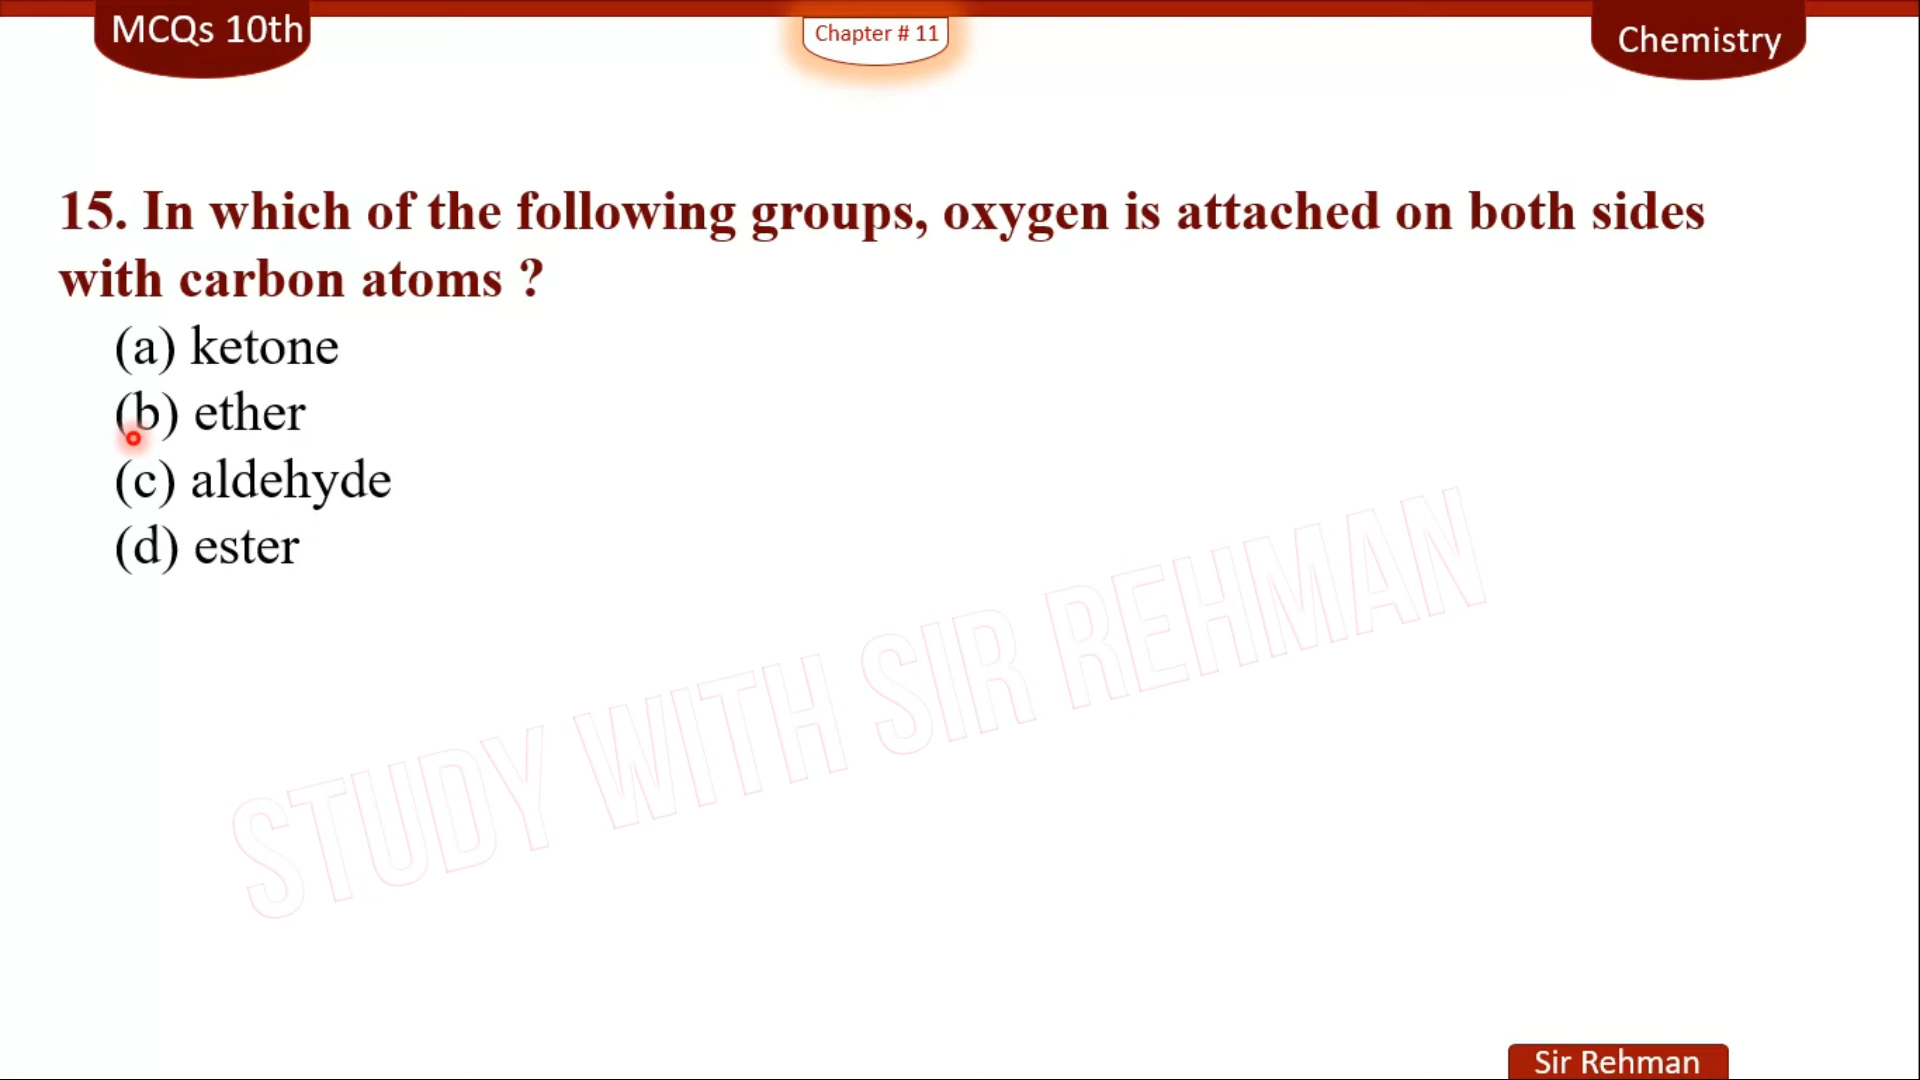 MCQs 10th
Chapter # 11
Chemistry
15. In which of the following groups, oxygen is attached on both sides
with carbon atoms ?
(a) ketone
(b) ether
(c) aldehyde
(d) ester
STUDY WITH SIR REHMAN
Sir Rehman